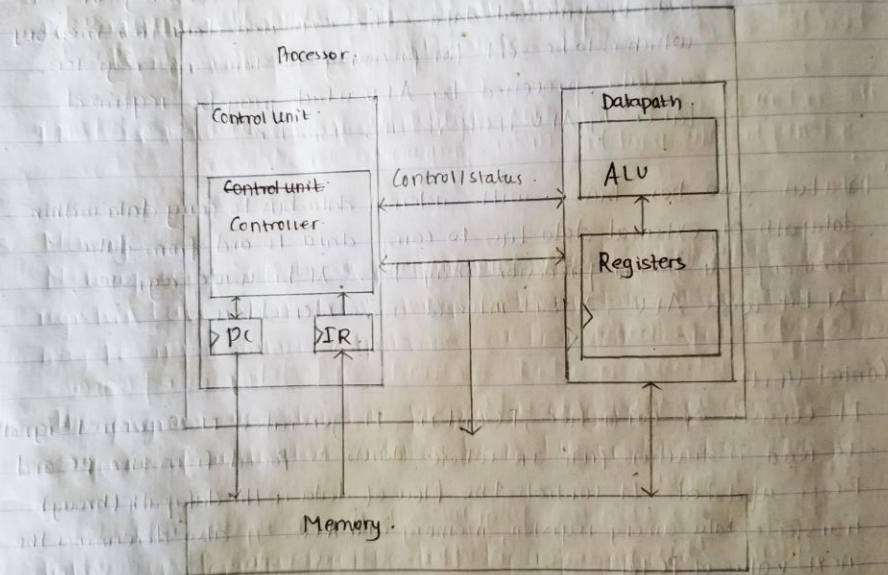 Processor.
Control Unit.
Datapath.
ALU
Control/status.
Control unit
Controller
Registers
PC
IR
Memory.